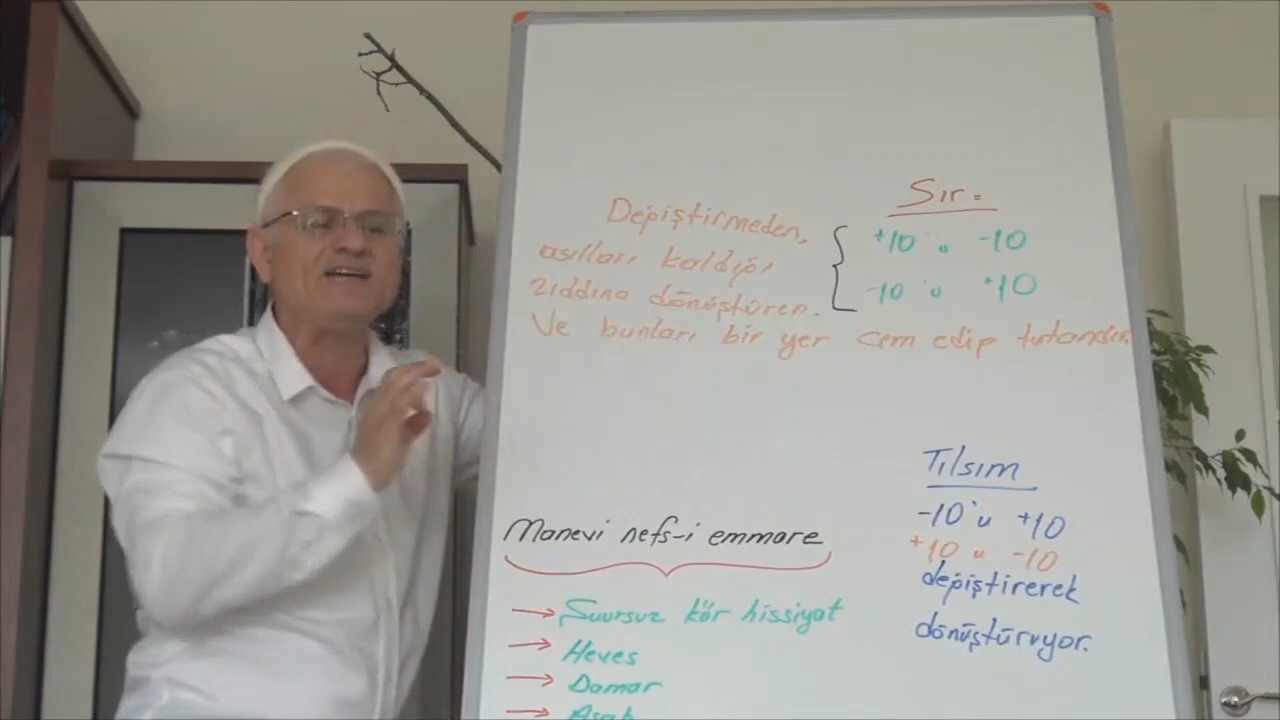 Sır =
Değiştirmeden,
+10'u -10
asılları kaldığı
-10'u +10
zıddına dönüştüren.
Ve bunları bir yer cem edip tutandır.
Tılsım
-10'u +10
+10 u -10
değiştirerek
dönüştürüyor.
Manevi nefs-i emmare
→ Şuursuz kör hissiyat
→ Heves
→ Damar
→ Asab